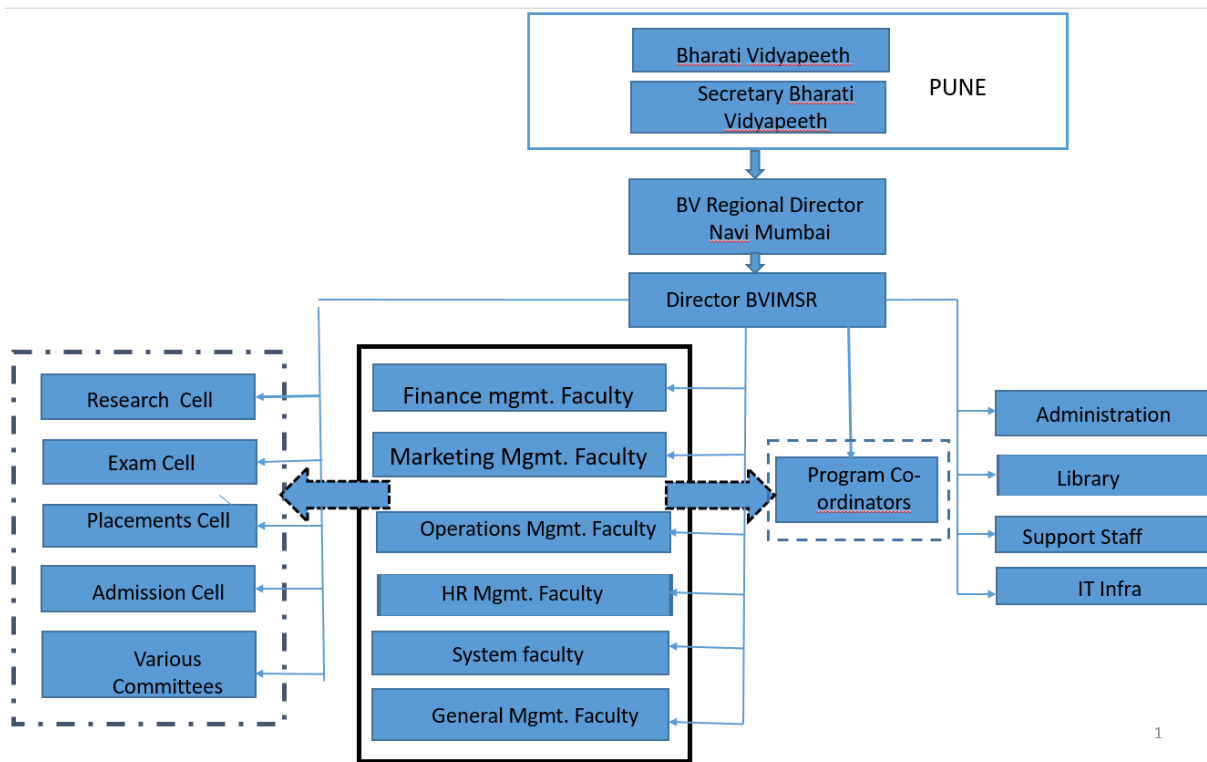 Bharati Vidyapeeth
Secretary Bharati
Vidyapeeth
PUNE
BV Regional Director
Navi Mumbai
Director BVIMSR
Research Cell
Exam Cell
Placements Cell
Admission Cell
Various
Committees
Finance mgmt. Faculty
Marketing Mgmt. Faculty
Operations Mgmt. Faculty
HR Mgmt. Faculty
System faculty
General Mgmt. Faculty
Program Co-
ordinators
Administration
Library
Support Staff
IT Infra
1